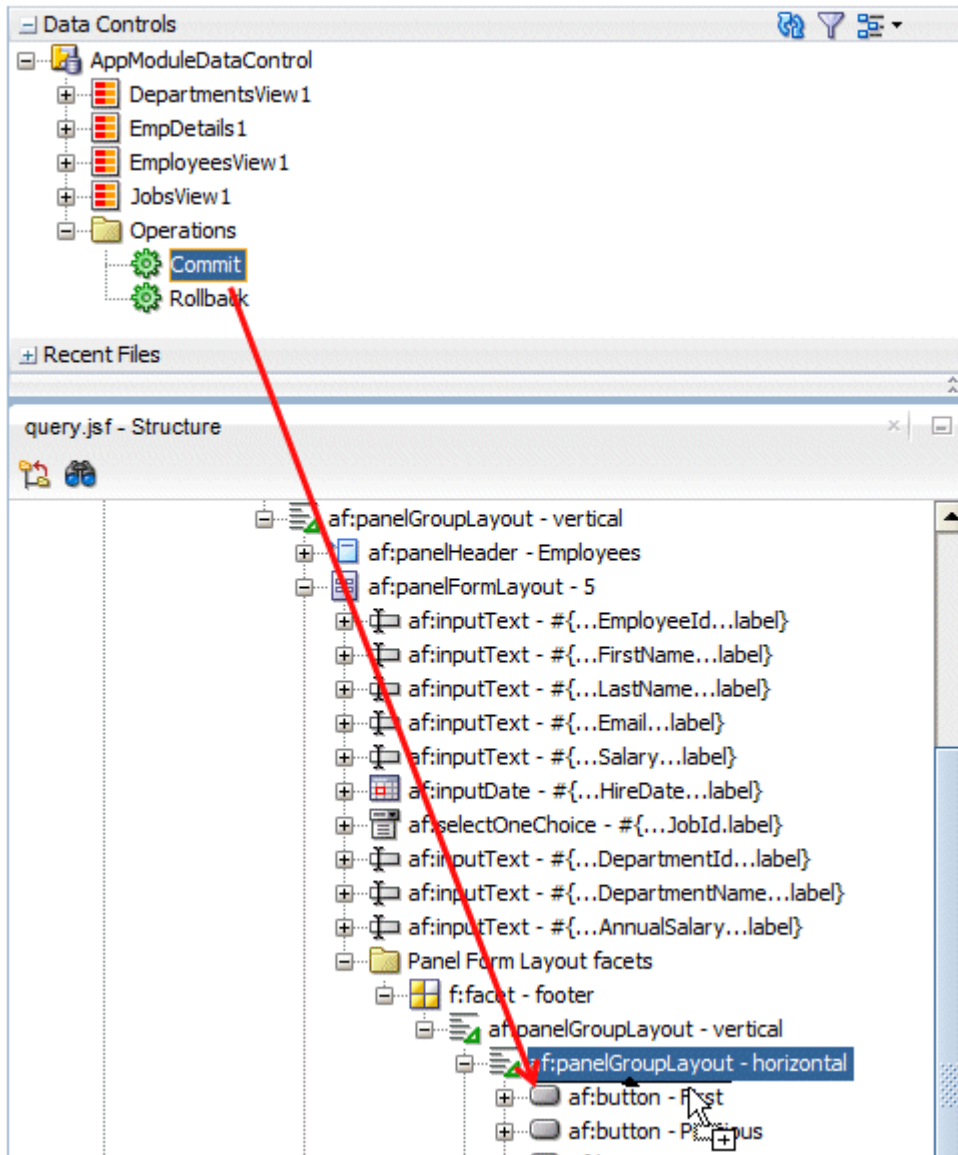 Data Controls
AppModuleDataControl
DepartmentsView1
EmpDetails1
EmployeesView1
JobsView1
Operations
Commit
Rollback
Recent Files
query.jsf - Structure
af:panelGroupLayout - vertical
af:panelHeader - Employees
af:panelFormLayout - 5
af:inputText - #{...EmployeeId...label}
af:inputText - #{...FirstName...label}
af:inputText - #{...LastName...label}
af:inputText - #{...Email...label}
af:inputText - #{...Salary...label}
af:inputDate - #{...HireDate...label}
af:selectOneChoice - #{...JobId.label}
af:inputText - #{...DepartmentId...label}
af:inputText - #{...DepartmentName...label}
af:inputText - #{...AnnualSalary...label}
Panel Form Layout facets
f:facet - footer
af:panelGroupLayout - vertical
af:panelGroupLayout - horizontal
af:button - First
af:button - Previous